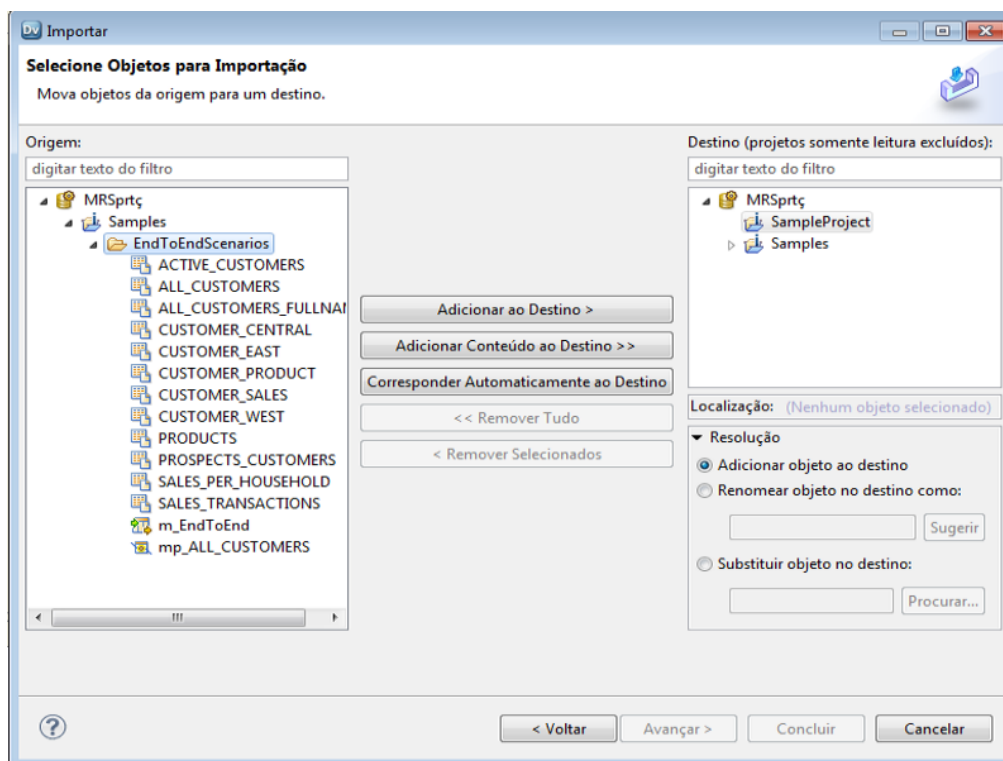 Importar
Selecione Objetos para Importação
Mova objetos da origem para um destino.
Origem:
digitar texto do filtro
MRSprtç
Samples
EndToEndScenarios
ACTIVE_CUSTOMERS
ALL_CUSTOMERS
ALL_CUSTOMERS_FULLNAI
CUSTOMER_CENTRAL
CUSTOMER_EAST
CUSTOMER_PRODUCT
CUSTOMER_SALES
CUSTOMER_WEST
PRODUCTS
PROSPECTS_CUSTOMERS
SALES_PER_HOUSEHOLD
SALES_TRANSACTIONS
m_EndToEnd
mp_ALL_CUSTOMERS
Adicionar ao Destino >
Adicionar Conteúdo ao Destino >>
Corresponder Automaticamente ao Destino
<< Remover Tudo
< Remover Selecionados
Destino (projetos somente leitura excluídos):
digitar texto do filtro
MRSprtç
SampleProject
Samples
Localização: (Nenhum objeto selecionado)
Resolução
Adicionar objeto ao destino
Renomear objeto no destino como:
Sugerir
Substituir objeto no destino:
Procurar...
< Voltar Avançar > Concluir Cancelar